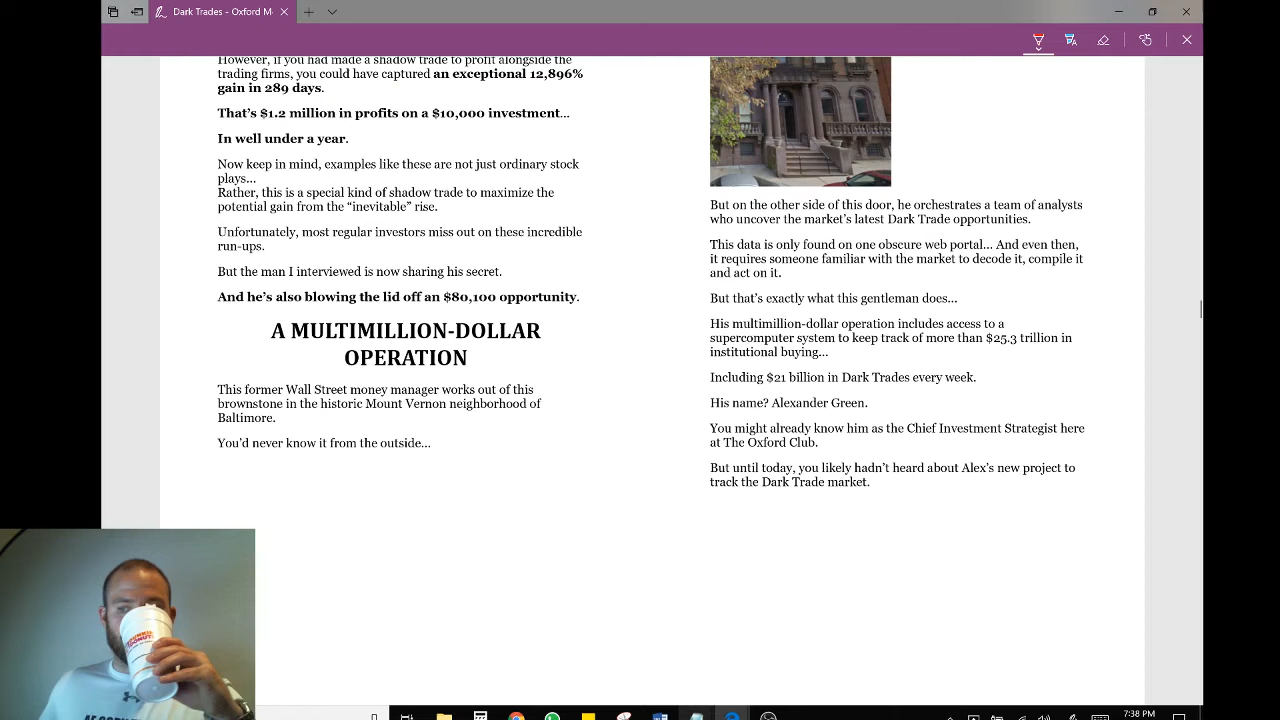 Dark Trades - Oxford M
However, if you had made a shadow trade to profit alongside the
trading firms, you could have captured an exceptional 12,896%
gain in 289 days.
That's $1.2 million in profits on a $10,000 investment...
In well under a year.
Now keep in mind, examples like these are not just ordinary stock
plays...
Rather, this is a special kind of shadow trade to maximize the
potential gain from the “inevitable” rise.
Unfortunately, most regular investors miss out on these incredible
run-ups.
But the man I interviewed is now sharing his secret.
And he's also blowing the lid off an $80,100 opportunity.
A MULTIMILLION-DOLLAR
OPERATION
This former Wall Street money manager works out of this
brownstone in the historic Mount Vernon neighborhood of
Baltimore.
You'd never know it from the outside...
But on the other side of this door, he orchestrates a team of analysts
who uncover the market's latest Dark Trade opportunities.
This data is only found on one obscure web portal... And even then,
it requires someone familiar with the market to decode it, compile it
and act on it.
But that's exactly what this gentleman does...
His multimillion-dollar operation includes access to a
supercomputer system to keep track of more than $25.3 trillion in
institutional buying...
Including $21 billion in Dark Trades every week.
His name? Alexander Green.
You might already know him as the Chief Investment Strategist here
at The Oxford Club.
But until today, you likely hadn't heard about Alex's new project to
track the Dark Trade market.
DUNKIN'
DONUTS
7:38 PM